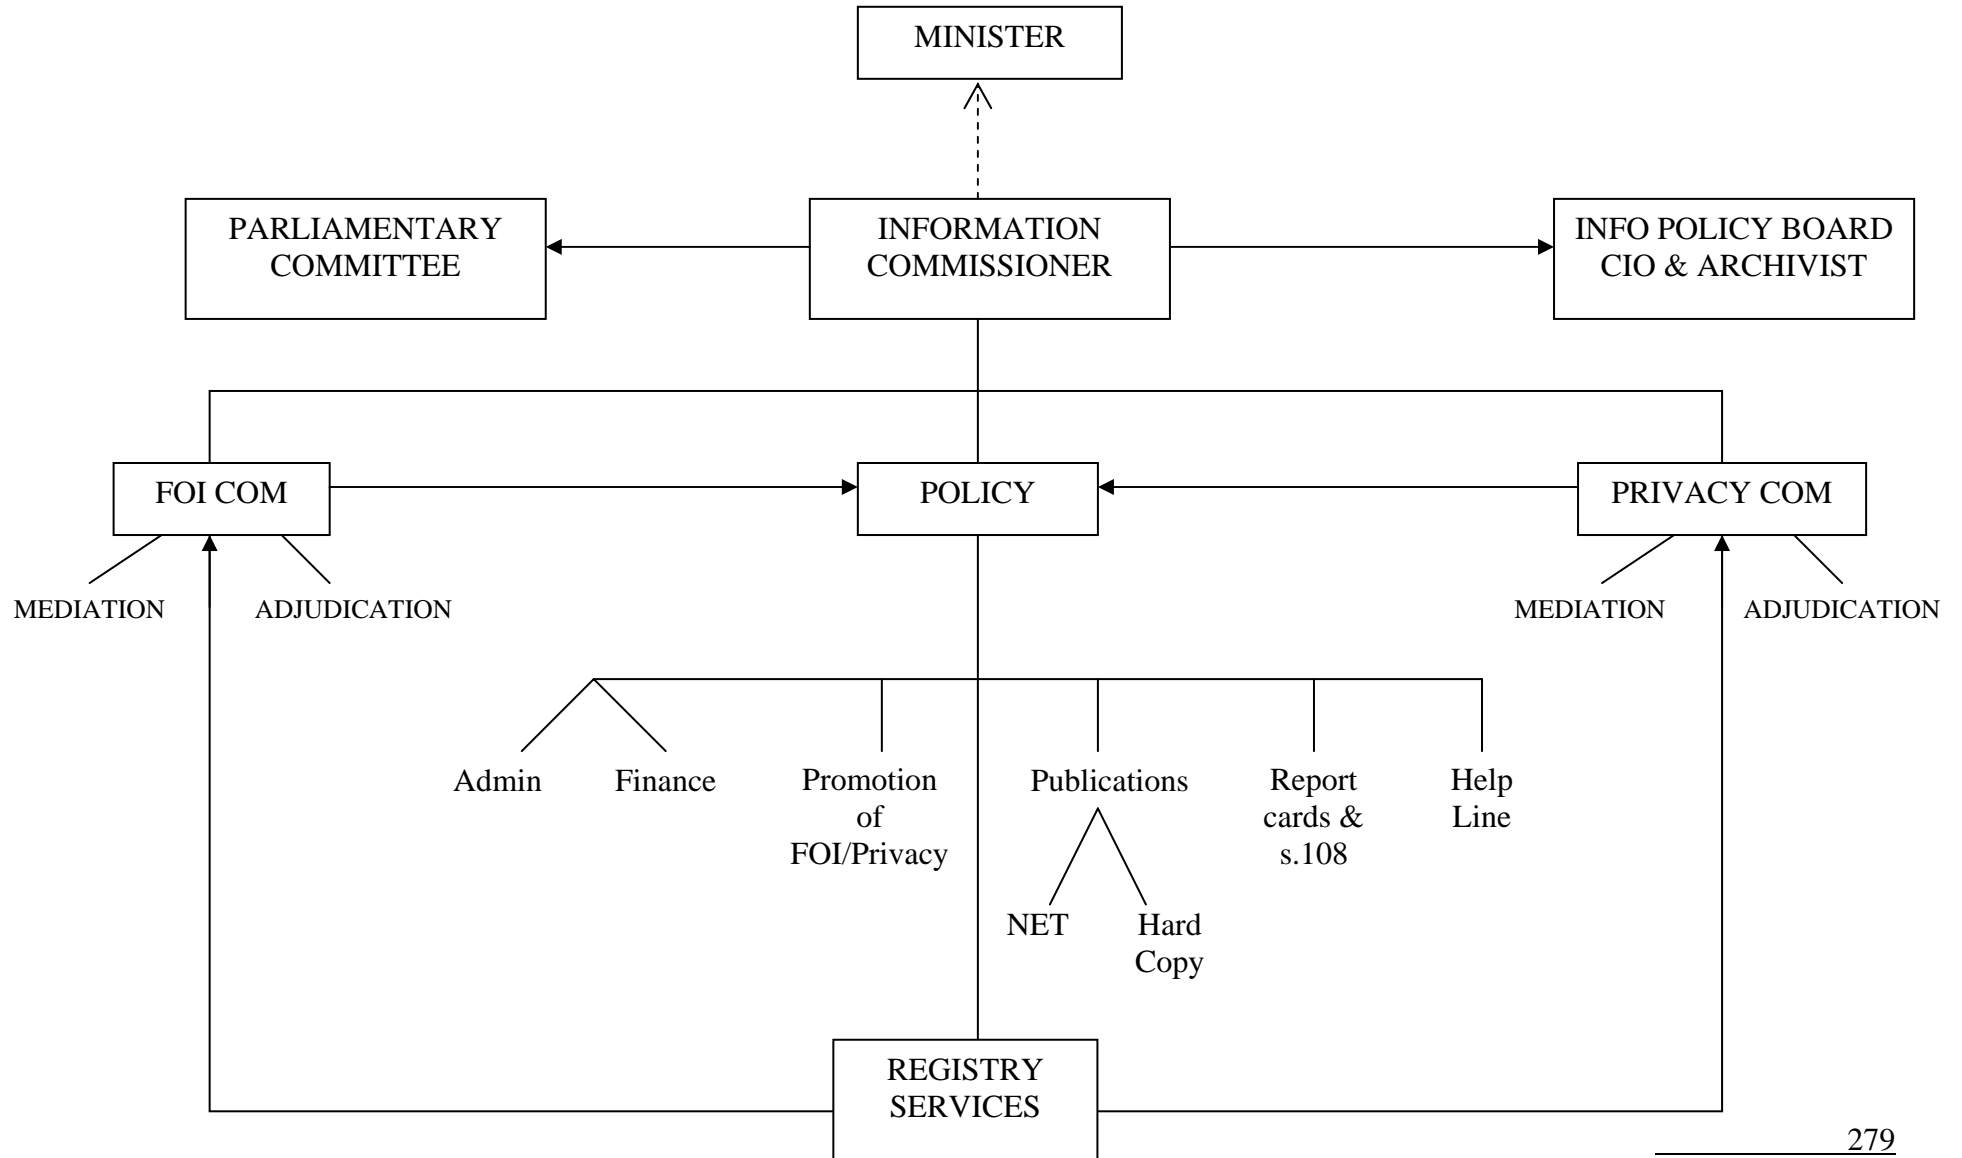 MINISTER
PARLIAMENTARY
COMMITTEE
INFORMATION
COMMISSIONER
INFO POLICY BOARD
CIO & ARCHIVIST
FOI COM
POLICY
PRIVACY COM
MEDIATION
ADJUDICATION
MEDIATION
ADJUDICATION
Admin
Finance
Promotion
of
FOI/Privacy
Publications
Report
cards &
s.108
Help
Line
NET
Hard
Copy
REGISTRY
SERVICES
279